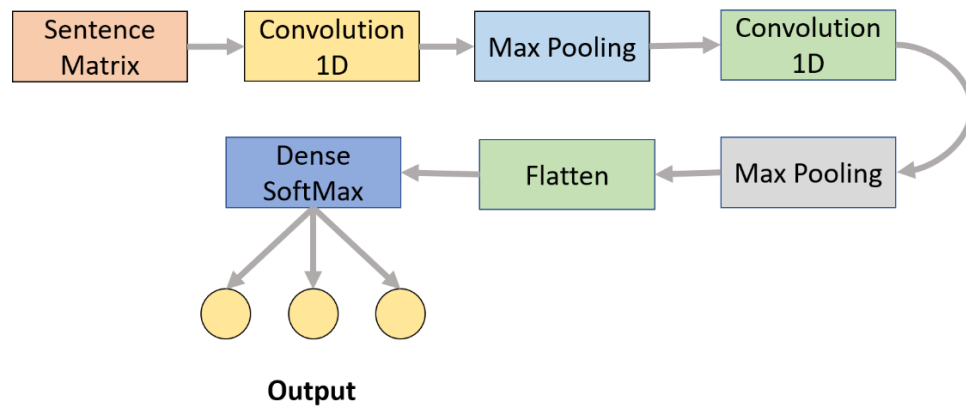 Sentence
Matrix
Convolution
1D
Max Pooling
Convolution
1D
Dense
SoftMax
Flatten
Max Pooling
Output